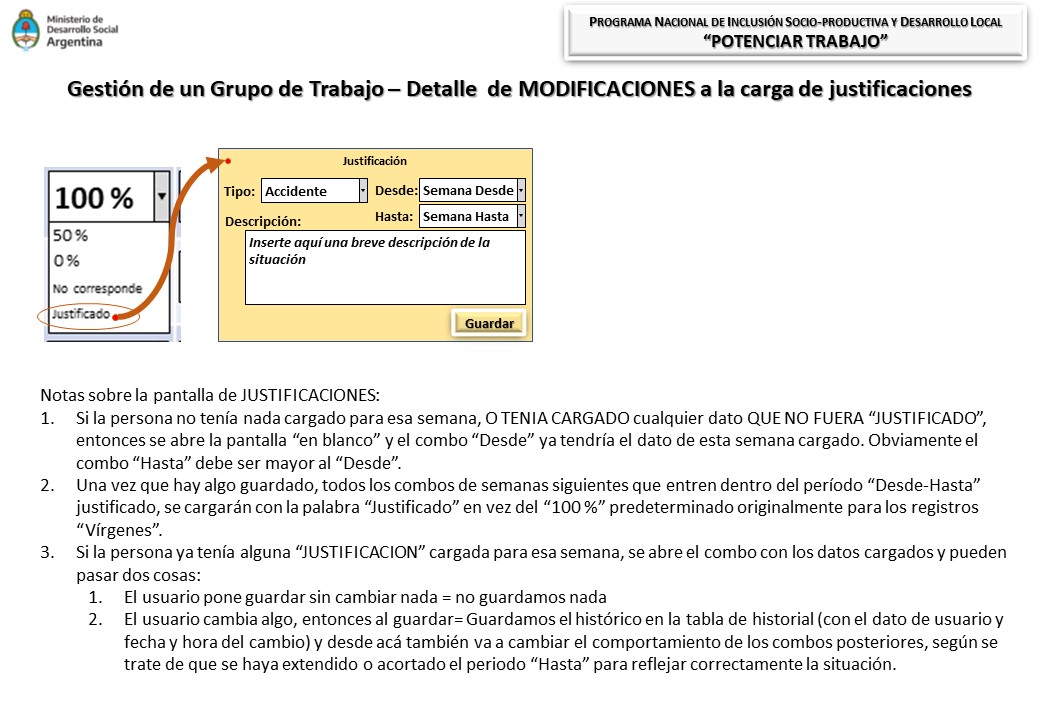 Ministerio de
Desarrollo Social
Argentina
PROGRAMA NACIONAL DE INCLUSIÓN SOCIO-PRODUCTIVA Y DESARROLLO LOCAL
“POTENCIAR TRABAJO”
Gestión de un Grupo de Trabajo – Detalle de MODIFICACIONES a la carga de justificaciones
100 %
50 %
0 %
No corresponde
Justificado
Justificación
Tipo: Accidente Desde: Semana Desde
Hasta: Semana Hasta
Descripción:
Inserte aquí una breve descripción de la
situación
Guardar
Notas sobre la pantalla de JUSTIFICACIONES:
1. Si la persona no tenía nada cargado para esa semana, O TENIA CARGADO cualquier dato QUE NO FUERA “JUSTIFICADO”,
entonces se abre la pantalla “en blanco” y el combo “Desde” ya tendría el dato de esta semana cargado. Obviamente el
combo “Hasta” debe ser mayor al “Desde”.
2. Una vez que hay algo guardado, todos los combos de semanas siguientes que entren dentro del período “Desde-Hasta”
justificado, se cargarán con la palabra “Justificado” en vez del “100 %” predeterminado originalmente para los registros
“Vírgenes”.
3. Si la persona ya tenía alguna “JUSTIFICACION” cargada para esa semana, se abre el combo con los datos cargados y pueden
pasar dos cosas:
1. El usuario pone guardar sin cambiar nada = no guardamos nada
2. El usuario cambia algo, entonces al guardar= Guardamos el histórico en la tabla de historial (con el dato de usuario y
fecha y hora del cambio) y desde acá también va a cambiar el comportamiento de los combos posteriores, según se
trate de que se haya extendido o acortado el periodo “Hasta” para reflejar correctamente la situación.